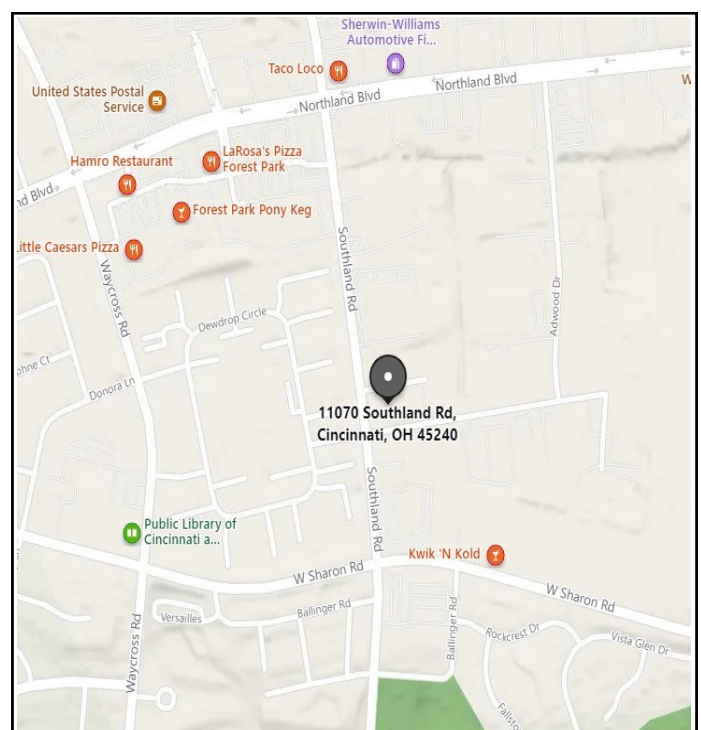 Sherwin-Williams
Automotive Fi...
Taco Loco
Northland Blvd
United States Postal
Service
Northland Blvd
LaRosa's Pizza
Forest Park
Hamro Restaurant
nd Blvd
Forest Park Pony Keg
Little Caesars Pizza
Southland Rd
Waycross Rd
Adwood Dr
Dewdrop Circle
phne Ct
Donora Ln
11070 Southland Rd,
Cincinnati, OH 45240
Southland Rd
Public Library of
Cincinnati a...
Kwik 'N Kold
W Sharon Rd
W Sharon Rd
Versailles
Ballinger Rd
Ballinger Rd
Rockcrest Dr
Vista Glen Dr
Waycross Rd
Fallsto